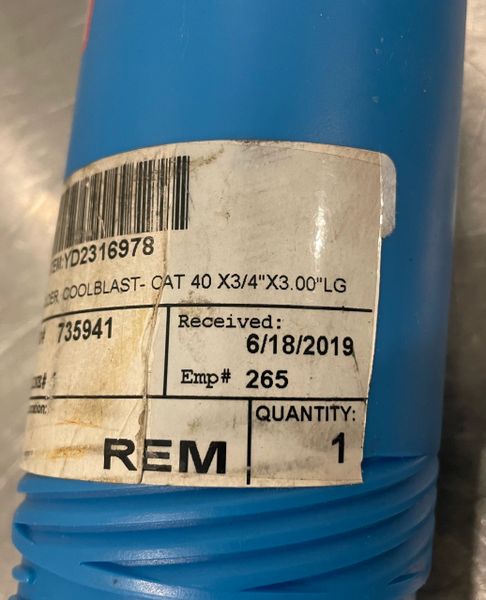 YD2316978
COOLBLAST- CAT 40 X3/4"X3.00"LG
735941
Received:
6/18/2019
Emp# 265
QUANTITY:
REM
1